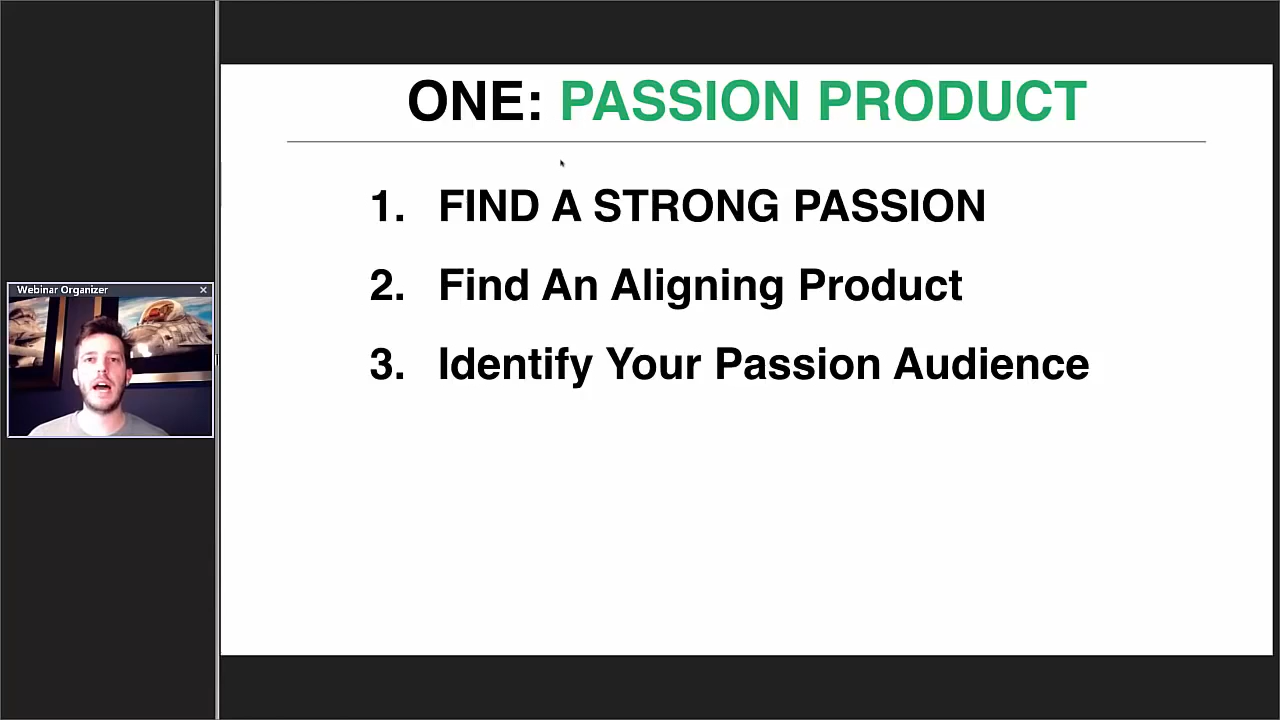 ONE: PASSION PRODUCT
1. FIND A STRONG PASSION
2. Find An Aligning Product
3. Identify Your Passion Audience
Webinar Organizer